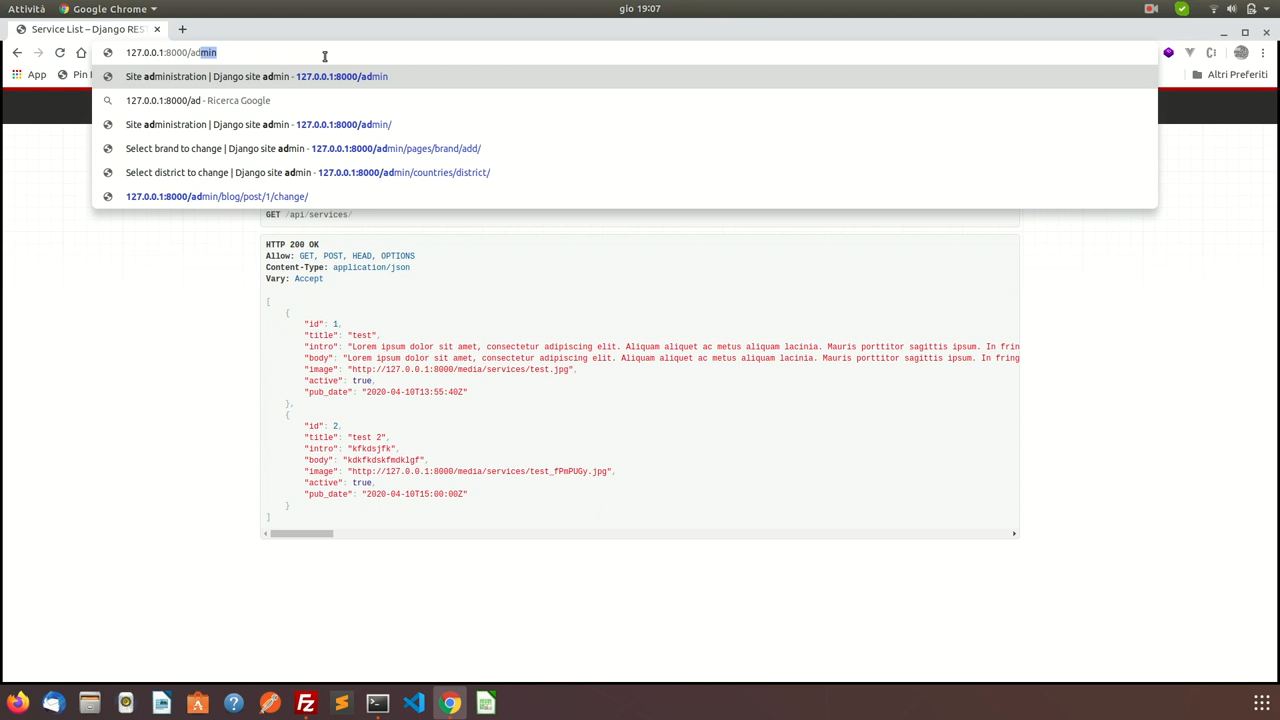 Attività
Google Chrome
gio 19:07
Service List – Django RES
127.0.0.1:8000/admin
App
Pin
Altri Preferiti
Site administration | Django site admin - 127.0.0.1:8000/admin
127.0.0.1:8000/ad - Ricerca Google
Site administration | Django site admin - 127.0.0.1:8000/admin/
Select brand to change | Django site admin - 127.0.0.1:8000/admin/pages/brand/add/
Select district to change | Django site admin - 127.0.0.1:8000/admin/countries/district/
127.0.0.1:8000/admin/blog/post/1/change/
GET /api/services/
HTTP 200 OK
Allow: GET, POST, HEAD, OPTIONS
Content-Type: application/json
Vary: Accept
[
{
"id": 1,
"title": "test",
"intro": "Lorem ipsum dolor sit amet, consectetur adipiscing elit. Aliquam aliquet ac metus aliquam lacinia. Mauris porttitor sagittis ipsum. In frin
"body": "Lorem ipsum dolor sit amet, consectetur adipiscing elit. Aliquam aliquet ac metus aliquam lacinia. Mauris porttitor sagittis ipsum. In fring
"image": "http://127.0.0.1:8000/media/services/test.jpg",
"active": true,
"pub_date": "2020-04-10T13:55:40Z"
},
{
"id": 2,
"title": "test 2",
"intro": "kfkdsjfk",
"body": "kdkfkdskfmdklgf",
"image": "http://127.0.0.1:8000/media/services/test_fPmPUGy.jpg",
"active": true,
"pub_date": "2020-04-10T15:00:00Z"
}
]